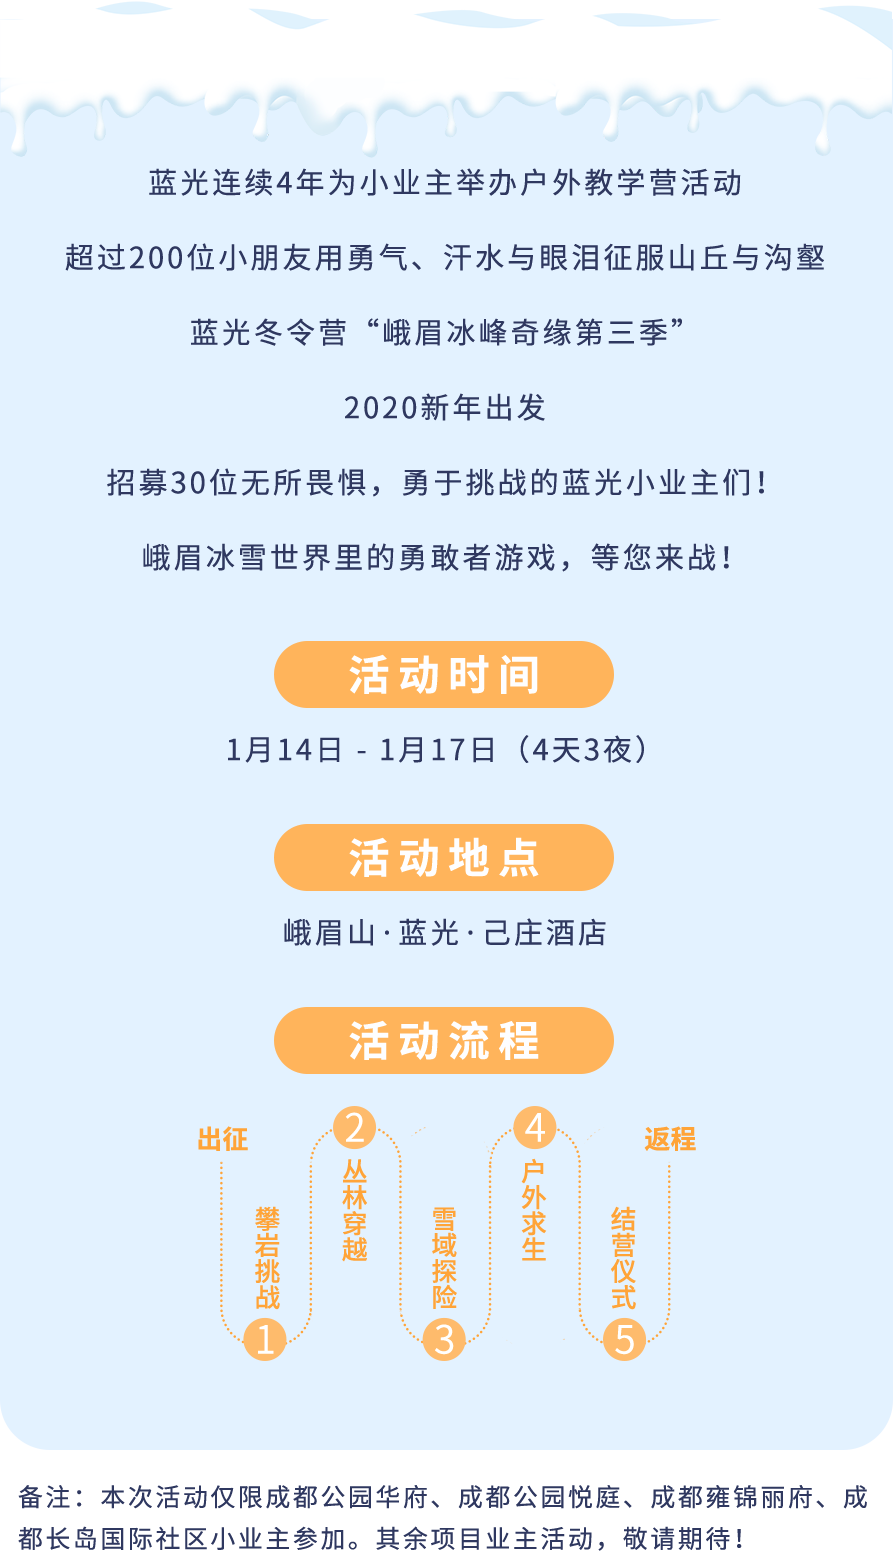 蓝光连续4年为小业主举办户外教学营活动
超过200位小朋友用勇气、汗水与眼泪征服山丘与沟壑
蓝光冬令营“峨眉冰峰奇缘第三季”
2020新年出发
招募30位无所畏惧，勇于挑战的蓝光小业主们！
峨眉冰雪世界里的勇敢者游戏，等您来战！
活动时间
1月14日 - 1月17日（4天3夜）
活动地点
峨眉山·蓝光·己庄酒店
活动流程
出征
攀岩挑战
1
2
丛林穿越
雪域探险
3
4
户外求生
结营仪式
5
返程
备注：本次活动仅限成都公园华府、成都公园悦庭、成都雍锦丽府、成
都长岛国际社区小业主参加。其余项目业主活动，敬请期待！